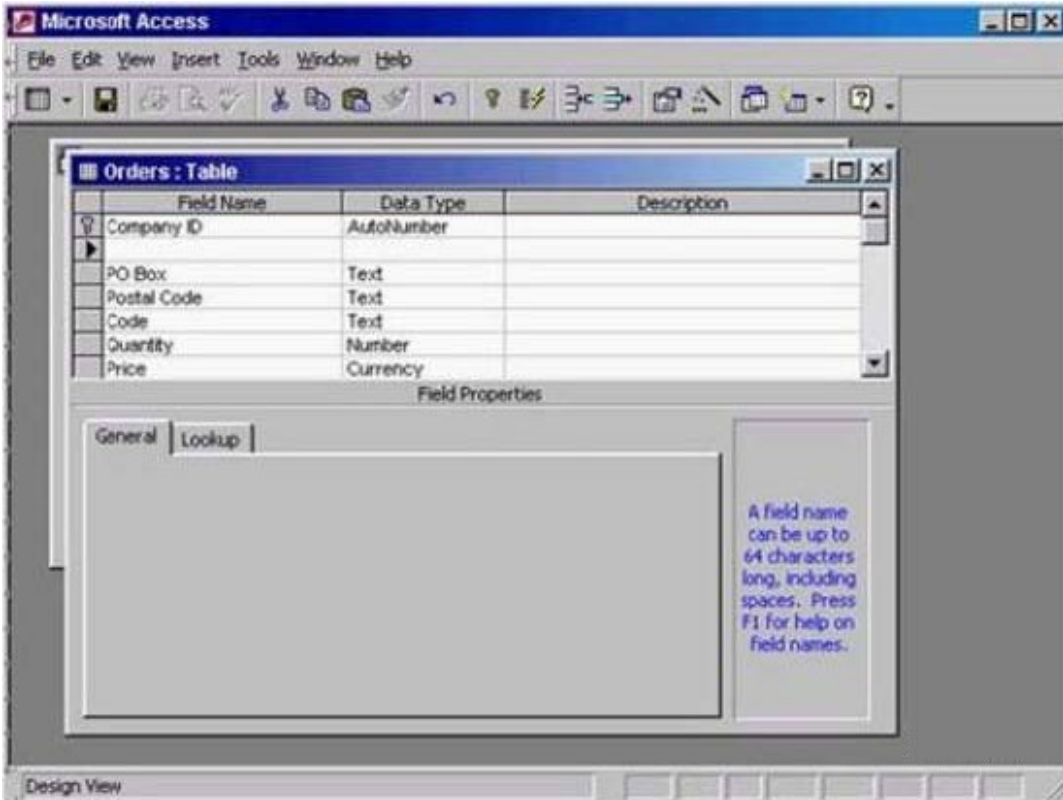 Microsoft Access
File Edit View Insert Tools Window Help
Orders : Table
Field Name Data Type Description
Company ID AutoNumber
PO Box Text
Postal Code Text
Code Text
Quantity Number
Price Currency
Field Properties
General Lookup
A field name
can be up to
64 characters
long, including
spaces. Press
F1 for help on
field names.
Design View